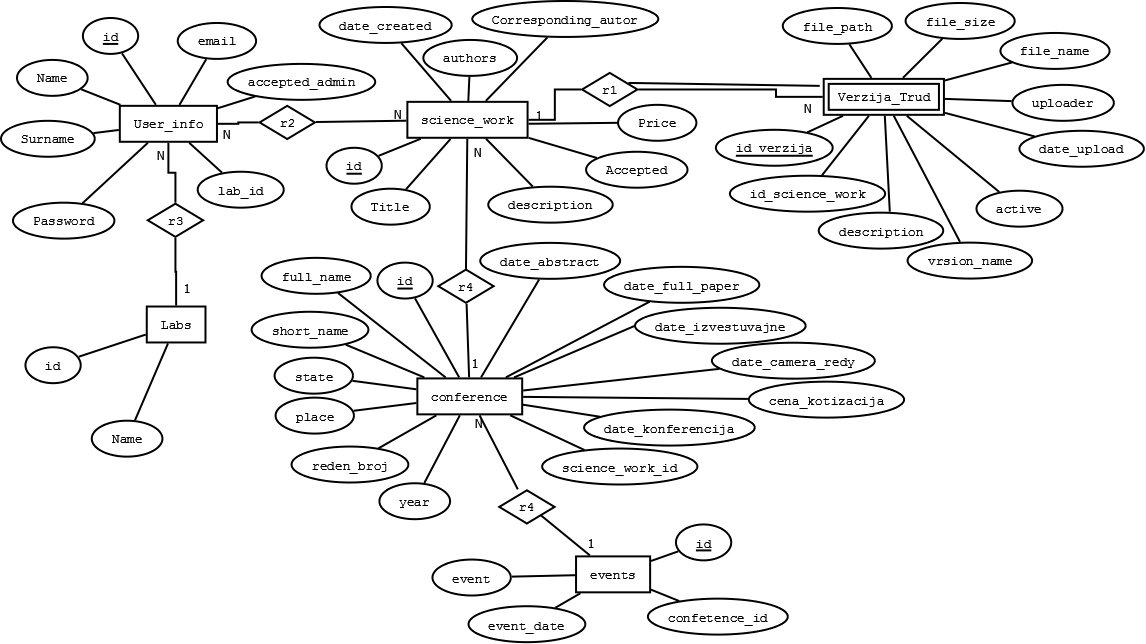 id
email
Name
accepted_admin
User_info
Surname
Password
lab_id
N
N
r2
N
r3
1
Labs
id
Name
date_created
Corresponding_autor
authors
science_work
1
Price
id
Accepted
Title
description
N
r1
N
file_path
file_size
file_name
Verzija_Trud
uploader
id_verzija
date_upload
id_science_work
active
description
vrsion_name
r4
1
full_name
id
date_abstract
date_full_paper
short_name
date_izvestuvajne
state
date_camera_redy
conference
cena_kotizacija
place
date_konferencija
N
reden_broj
science_work_id
year
r4
1
id
events
event
event_date
confetence_id